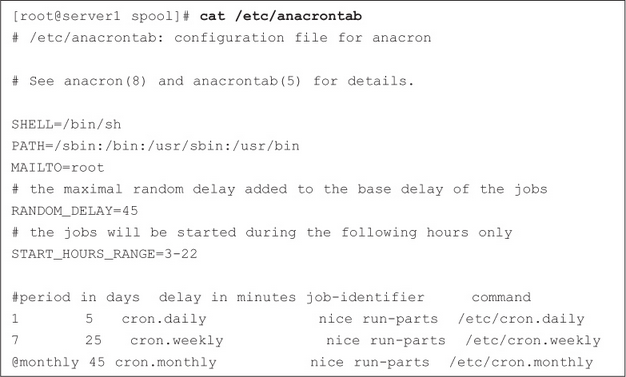 [root@server1 spool]# cat /etc/anacrontab
# /etc/anacrontab: configuration file for anacron
# See anacron(8) and anacrontab(5) for details.
SHELL=/bin/sh
PATH=/sbin:/bin:/usr/sbin:/usr/bin
MAILTO=root
# the maximal random delay added to the base delay of the jobs
RANDOM_DELAY=45
# the jobs will be started during the following hours only
START_HOURS_RANGE=3-22
#period in days  delay in minutes job-identifier     command
1        5   cron.daily             nice run-parts  /etc/cron.daily
7        25   cron.weekly            nice run-parts  /etc/cron.weekly
@monthly 45 cron.monthly          nice run-parts  /etc/cron.monthly